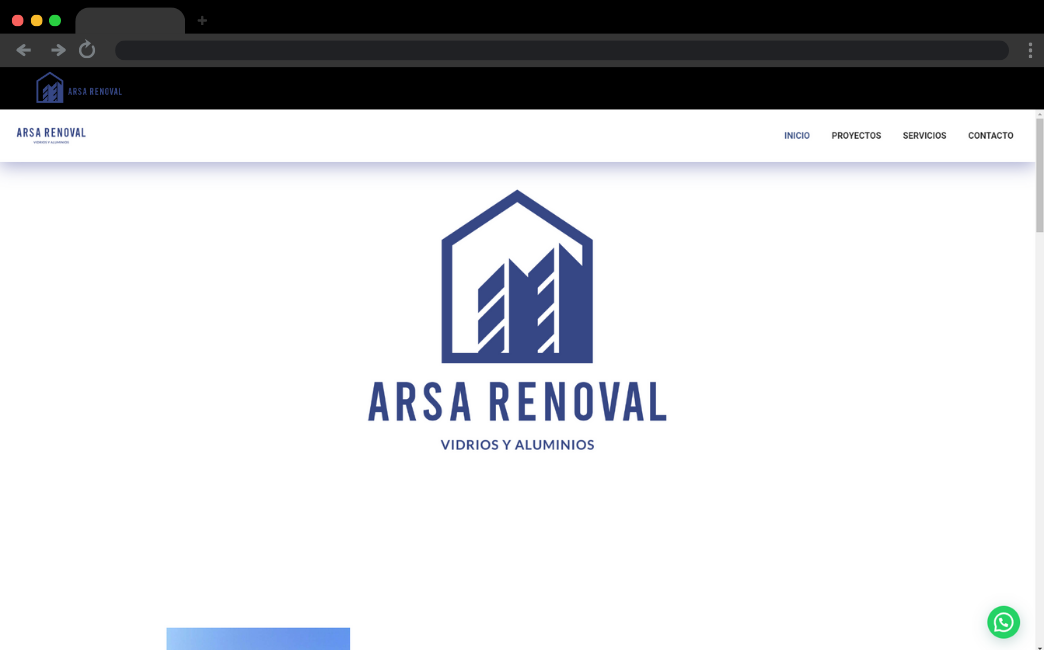 ARSA RENOVAL
ARSA RENOVAL
VIDRIOS Y ALUMINIOS
INICIO PROYECTOS SERVICIOS CONTACTO
ARSA RENOVAL
VIDRIOS Y ALUMINIOS